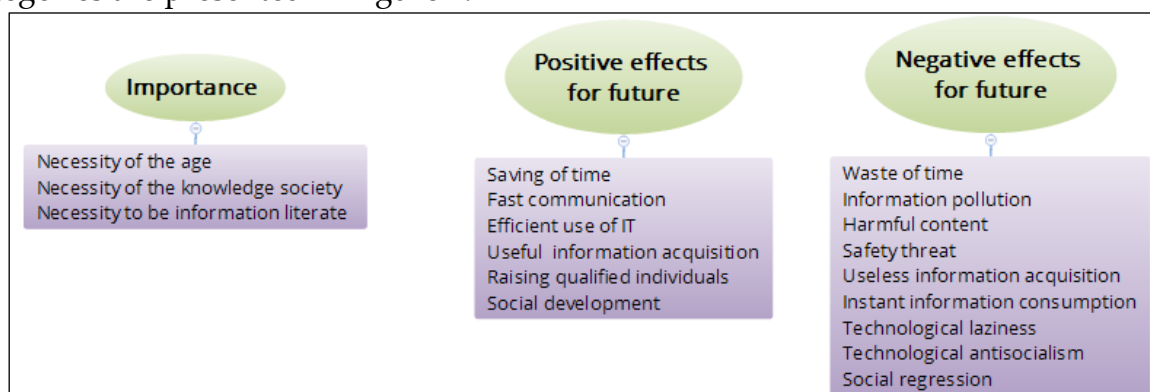 are presented
Importance
Necessity of the age
Necessity of the knowledge society
Necessity to be information literate
Positive effects
for future
Saving of time
Fast communication
Efficient use of IT
Useful information acquisition
Raising qualified individuals
Social development
Negative effects
for future
Waste of time
Information pollution
Harmful content
Safety threat
Useless information acquisition
Instant information consumption
Technological laziness
Technological antisocialism
Social regression